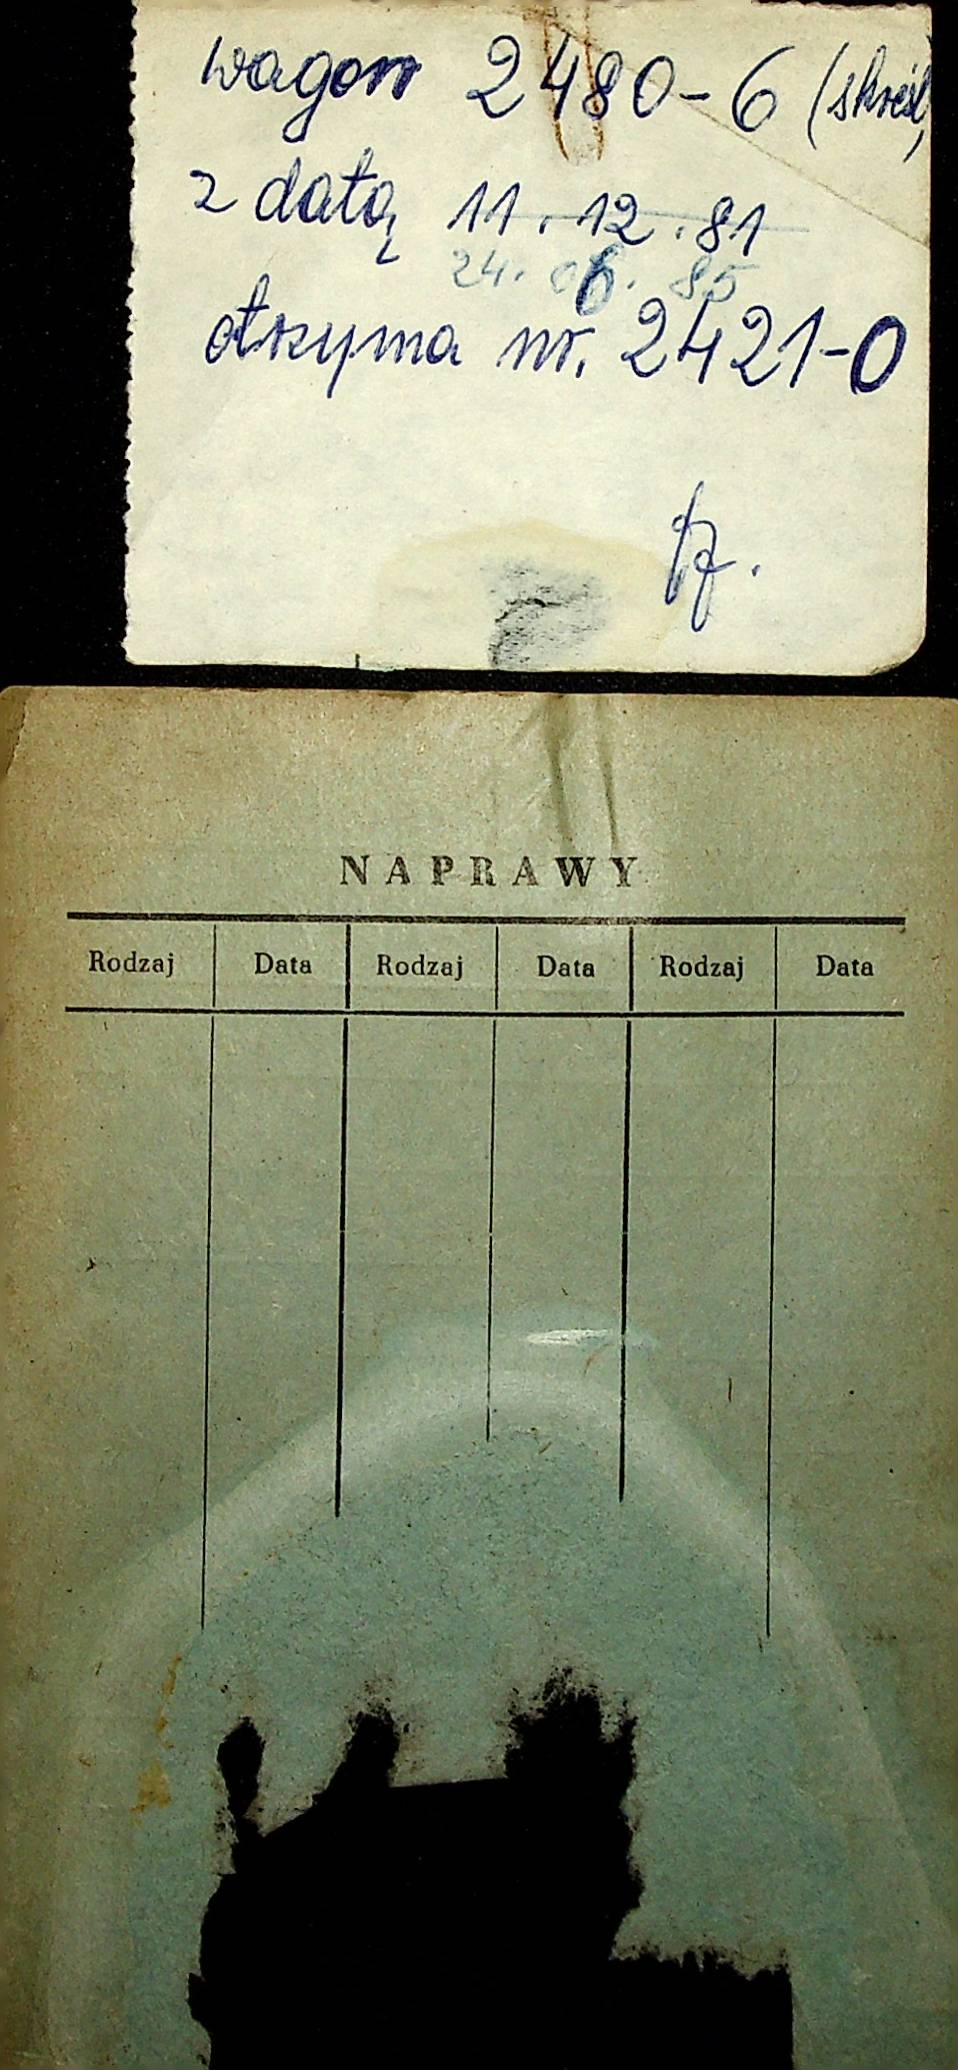 wagon 2480-6 (skreśl)
z datą 11.12.81
24.06.85
otrzyma nr. 2421-0
NAPRAWY
Rodzaj Data Rodzaj Data Rodzaj Data